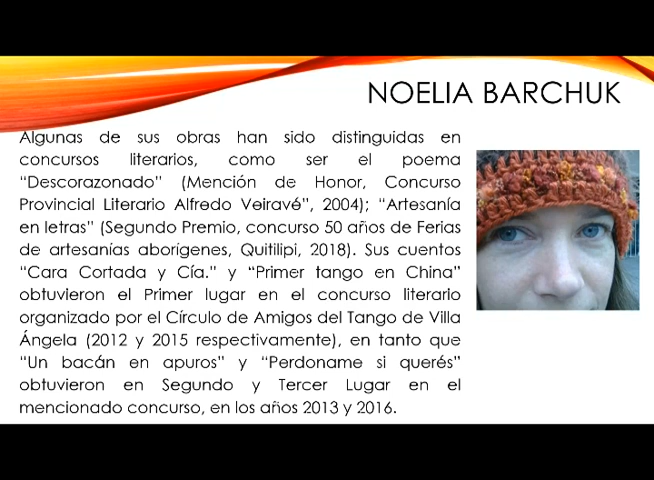 NOELIA BARCHUK
Algunas de sus obras han sido distinguidas en
concursos literarios, como ser el poema
“Descorazonado” (Mención de Honor, Concurso
Provincial Literario Alfredo Veiravé”, 2004); “Artesanía
en letras” (Segundo Premio, concurso 50 años de Ferias
de artesanías aborígenes, Quitilipi, 2018). Sus cuentos
“Cara Cortada y Cía.” y “Primer tango en China”
obtuvieron el Primer lugar en el concurso literario
organizado por el Círculo de Amigos del Tango de Villa
Ángela (2012 y 2015 respectivamente), en tanto que
“Un bacán en apuros” y “Perdoname si querés”
obtuvieron en Segundo y Tercer Lugar en el
mencionado concurso, en los años 2013 y 2016.